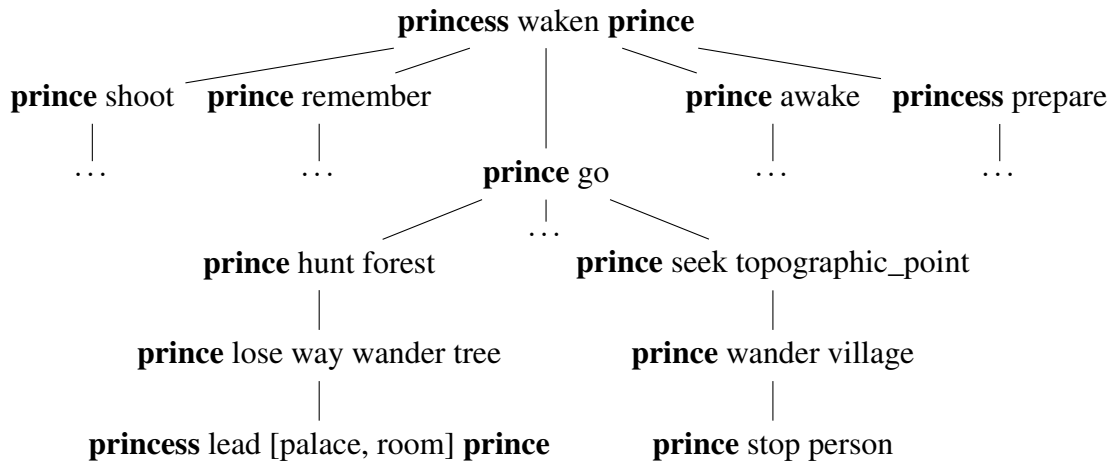 princess waken prince
prince shoot prince remember prince awake princess prepare
... ... ... ...
prince go
...
prince hunt forest prince seek topographic_point
prince lose way wander tree prince wander village
princess lead [palace, room] prince prince stop person